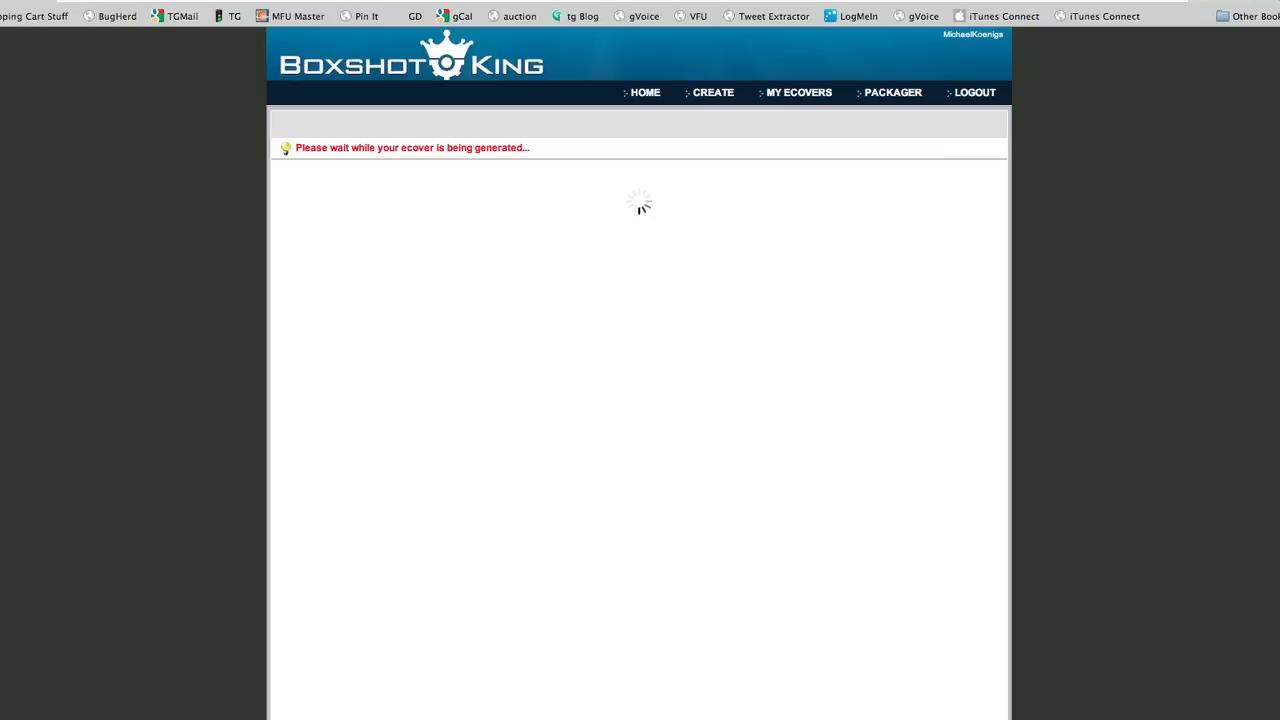 ping Cart Stuff BugHerd TGMail TG MFU Master Pin It GD gCal auction tg Blog gVoice VFU Tweet Extractor LogMeIn gVoice iTunes Connect iTunes Connect Other Book
MichaelKoenigs
BOXSHOT KING
HOME CREATE MY ECOVERS PACKAGER LOGOUT
Please wait while your ecover is being generated...